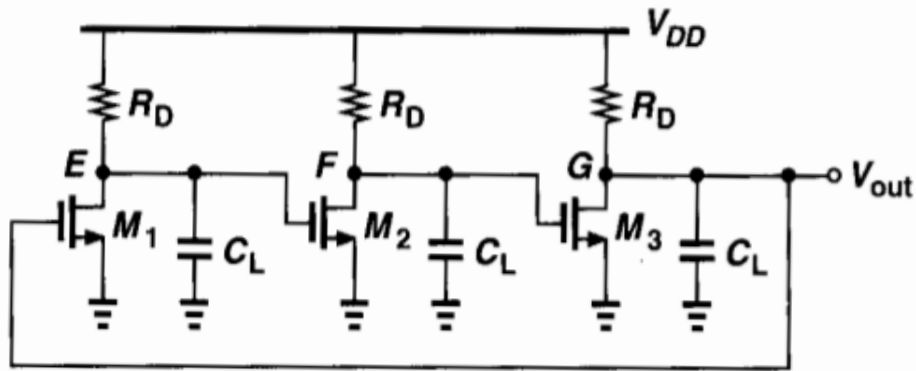 V_DD
R_D R_D R_D
E F G V_out
M_1 C_L M_2 C_L M_3 C_L